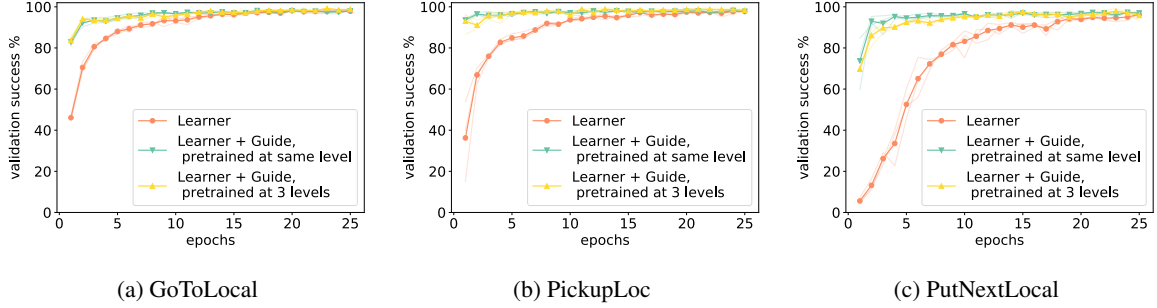 100
80
60
40
20
0
validation success %
0
5
10
15
20
25
epochs
Learner
Learner + Guide,
pretrained at same level
Learner + Guide,
pretrained at 3 levels
(a) GoToLocal
100
80
60
40
20
0
validation success %
0
5
10
15
20
25
epochs
Learner
Learner + Guide,
pretrained at same level
Learner + Guide,
pretrained at 3 levels
(b) PickupLoc
100
80
60
40
20
0
validation success %
0
5
10
15
20
25
epochs
Learner
Learner + Guide,
pretrained at same level
Learner + Guide,
pretrained at 3 levels
(c) PutNextLocal